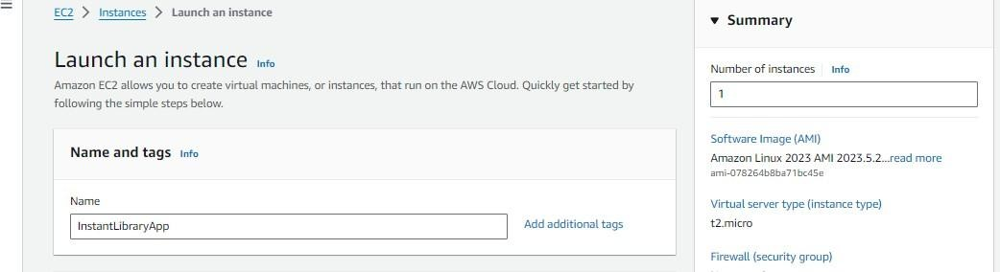 EC2 > Instances > Launch an instance
Launch an instance Info
Amazon EC2 allows you to create virtual machines, or instances, that run on the AWS Cloud. Quickly get started by
following the simple steps below.
Name and tags Info
Name
InstantLibraryApp
Add additional tags
Summary
Number of instances Info
1
Software Image (AMI)
Amazon Linux 2023 AMI 2023.5.2...read more
ami-078264b8ba71bc45e
Virtual server type (instance type)
t2.micro
Firewall (security group)